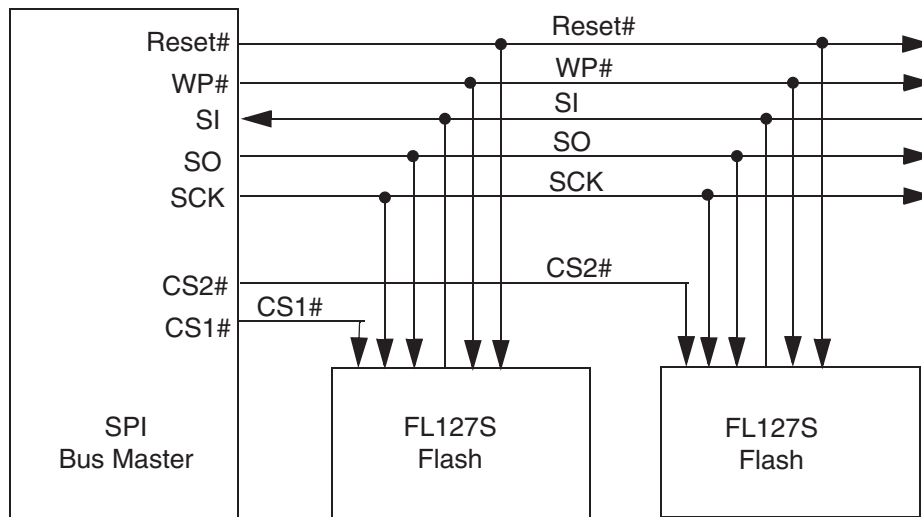 Reset#
Reset#
WP#
WP#
SI
SI
SO
SO
SCK
SCK
CS2#
CS2#
CS1#
CS1#
SPI
Bus Master
FL127S
Flash
FL127S
Flash